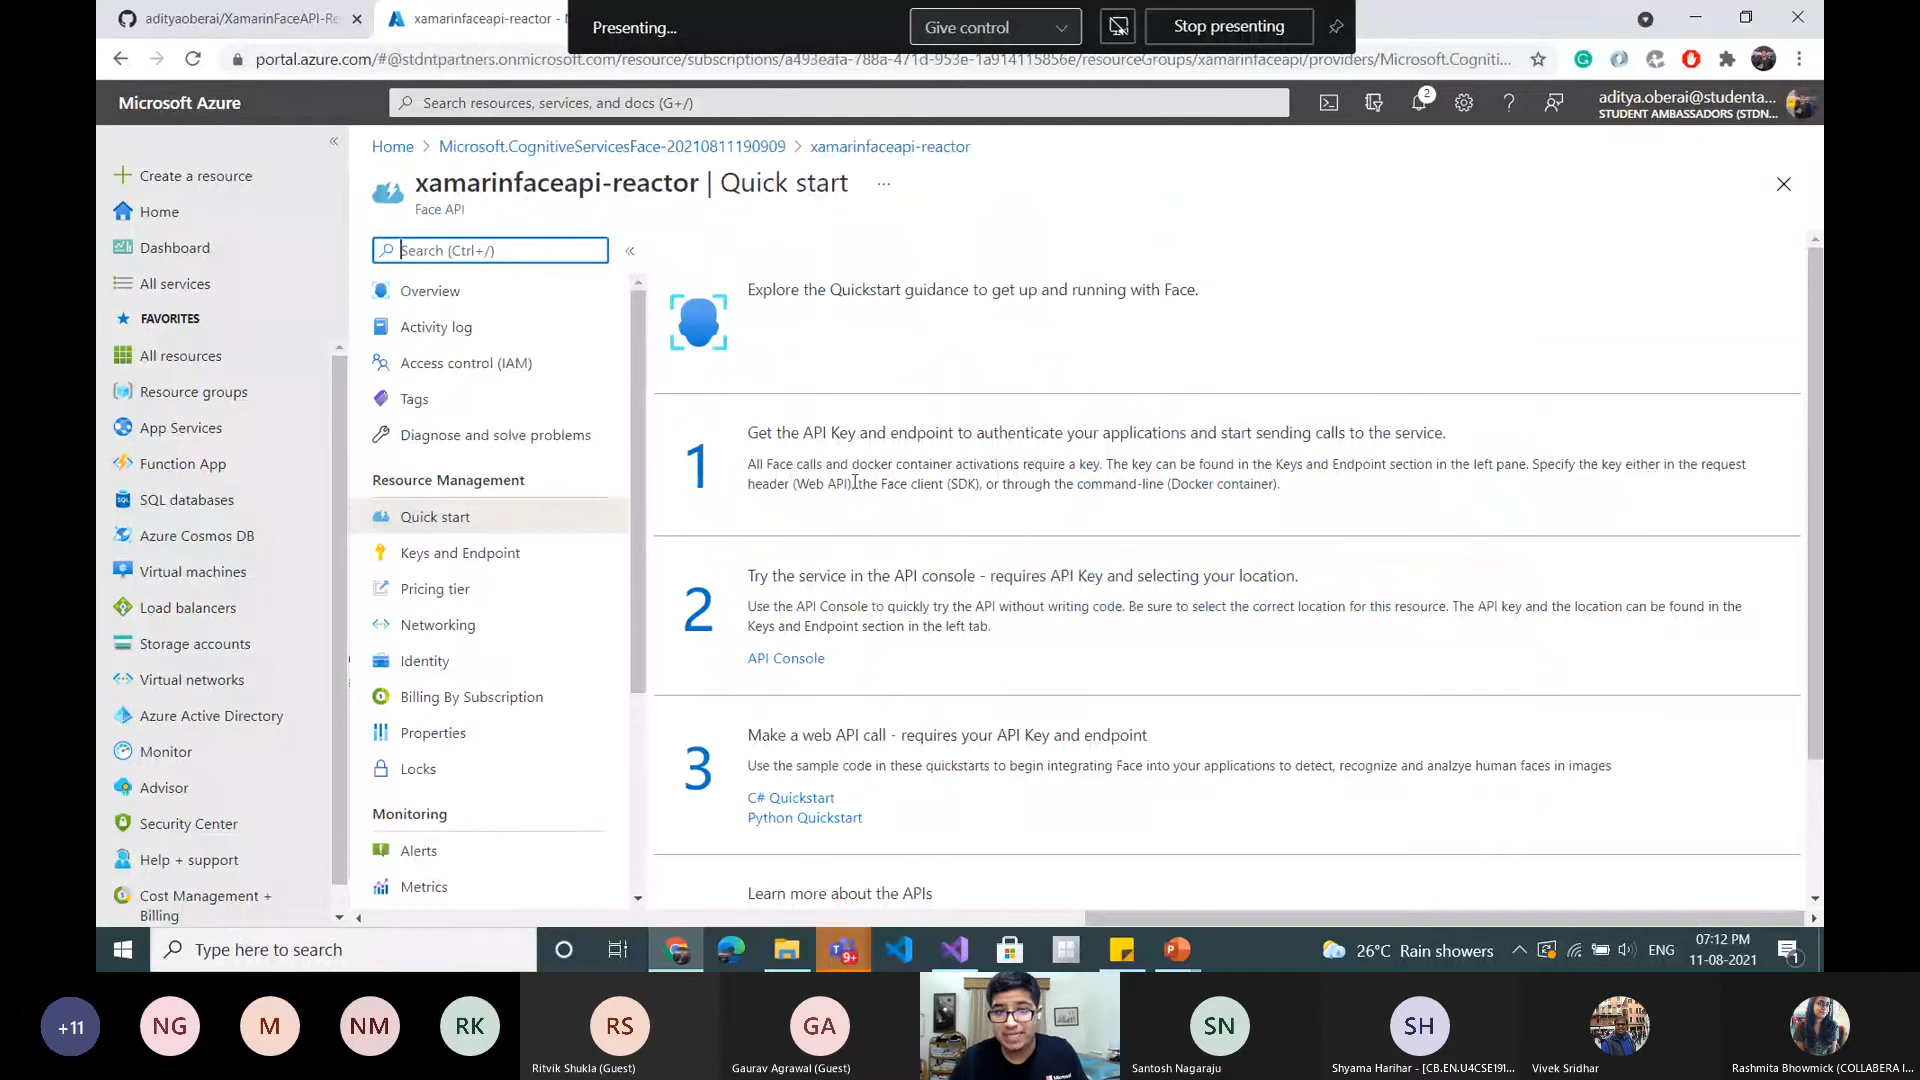 adityaoberai/XamarinFaceAPI-Re
xamarinfaceapi-reactor -
Presenting...
Give control
Stop presenting
portal.azure.com/#@stdntpartners.onmicrosoft.com/resource/subscriptions/a493eafa-788a-471d-953e-1a914115856e/resourceGroups/xamarinfaceapi/providers/Microsoft.Cogniti...
Microsoft Azure
Search resources, services, and docs (G+/)
2
aditya.oberai@studenta...
STUDENT AMBASSADORS (STDN...
Create a resource
Home
Dashboard
All services
FAVORITES
All resources
Resource groups
App Services
Function App
SQL databases
Azure Cosmos DB
Virtual machines
Load balancers
Storage accounts
Virtual networks
Azure Active Directory
Monitor
Advisor
Security Center
Help + support
Cost Management +
Billing
Home > Microsoft.CognitiveServicesFace-20210811190909 > xamarinfaceapi-reactor
xamarinfaceapi-reactor | Quick start ...
Face API
Search (Ctrl+/)
Overview
Activity log
Access control (IAM)
Tags
Diagnose and solve problems
Resource Management
Quick start
Keys and Endpoint
Pricing tier
Networking
Identity
Billing By Subscription
Properties
Locks
Monitoring
Alerts
Metrics
Explore the Quickstart guidance to get up and running with Face.
1
Get the API Key and endpoint to authenticate your applications and start sending calls to the service.
All Face calls and docker container activations require a key. The key can be found in the Keys and Endpoint section in the left pane. Specify the key either in the request
header (Web API), the Face client (SDK), or through the command-line (Docker container).
2
Try the service in the API console - requires API Key and selecting your location.
Use the API Console to quickly try the API without writing code. Be sure to select the correct location for this resource. The API key and the location can be found in the
Keys and Endpoint section in the left tab.
API Console
3
Make a web API call - requires your API Key and endpoint
Use the sample code in these quickstarts to begin integrating Face into your applications to detect, recognize and analzye human faces in images
C# Quickstart
Python Quickstart
Learn more about the APIs
Type here to search
9+
26°C Rain showers
ENG
07:12 PM
11-08-2021
1
+11
NG
M
NM
RK
RS
Ritvik Shukla (Guest)
GA
Gaurav Agrawal (Guest)
SN
Santosh Nagaraju
SH
Shyama Harihar - [CB.EN.U4CSE191...
Vivek Sridhar
Rashmita Bhowmick (COLLABERA I...